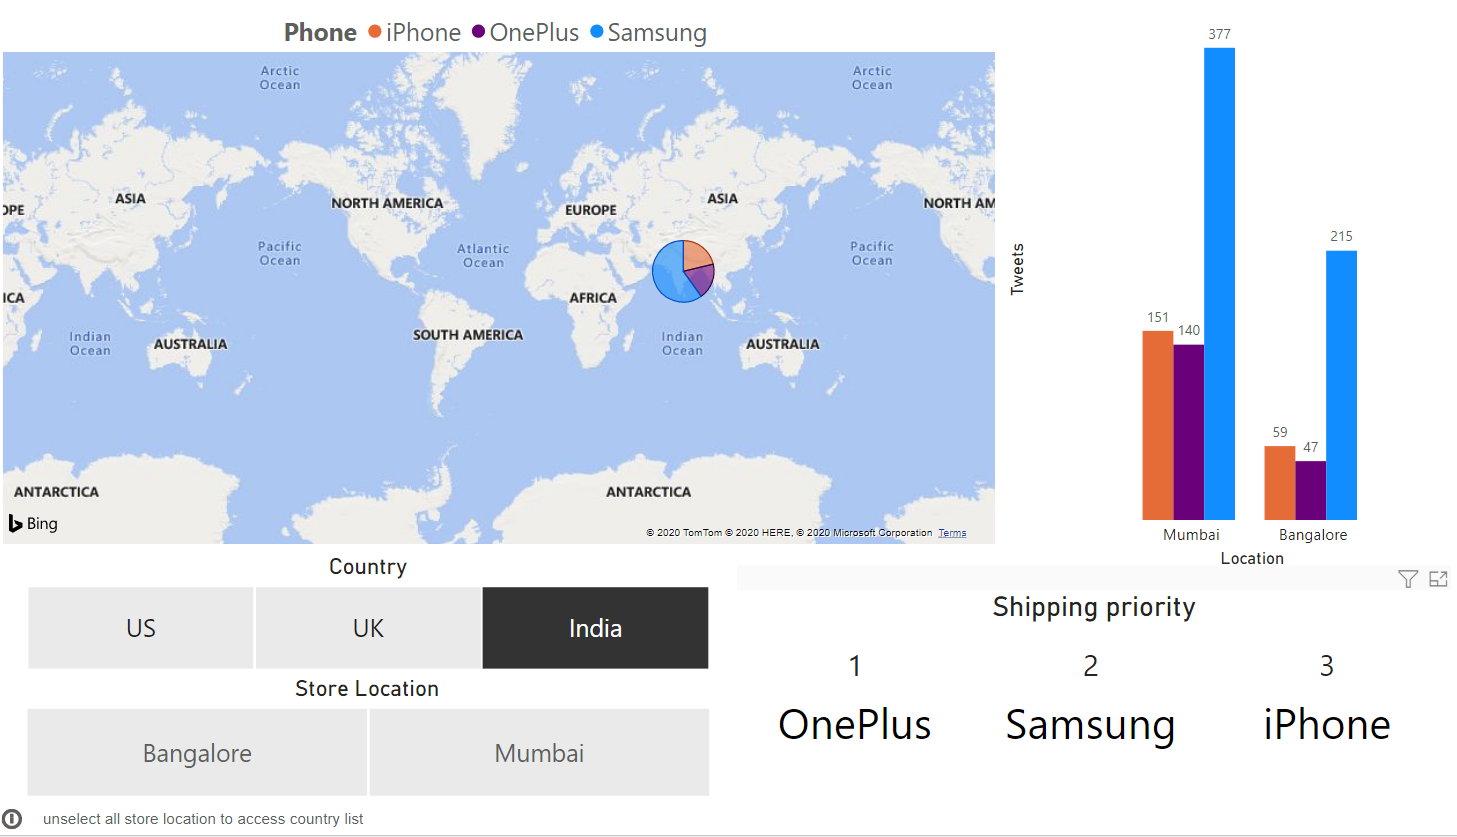 Phone iPhone OnePlus Samsung
Arctic
Ocean
Arctic
Ocean
OPE
ASIA
NORTH AMERICA
EUROPE
ASIA
NORTH AM
Pacific
Ocean
Atlantic
Ocean
Pacific
Ocean
ICA
AFRICA
Indian
Ocean
AUSTRALIA
SOUTH AMERICA
Indian
Ocean
AUSTRALIA
ANTARCTICA
ANTARCTICA
Bing
© 2020 TomTom © 2020 HERE, © 2020 Microsoft Corporation Terms
Tweets
377
151
140
215
59
47
Mumbai
Bangalore
Location
Country
US
UK
India
Store Location
Bangalore
Mumbai
unselect all store location to access country list
Shipping priority
1
2
3
OnePlus
Samsung
iPhone